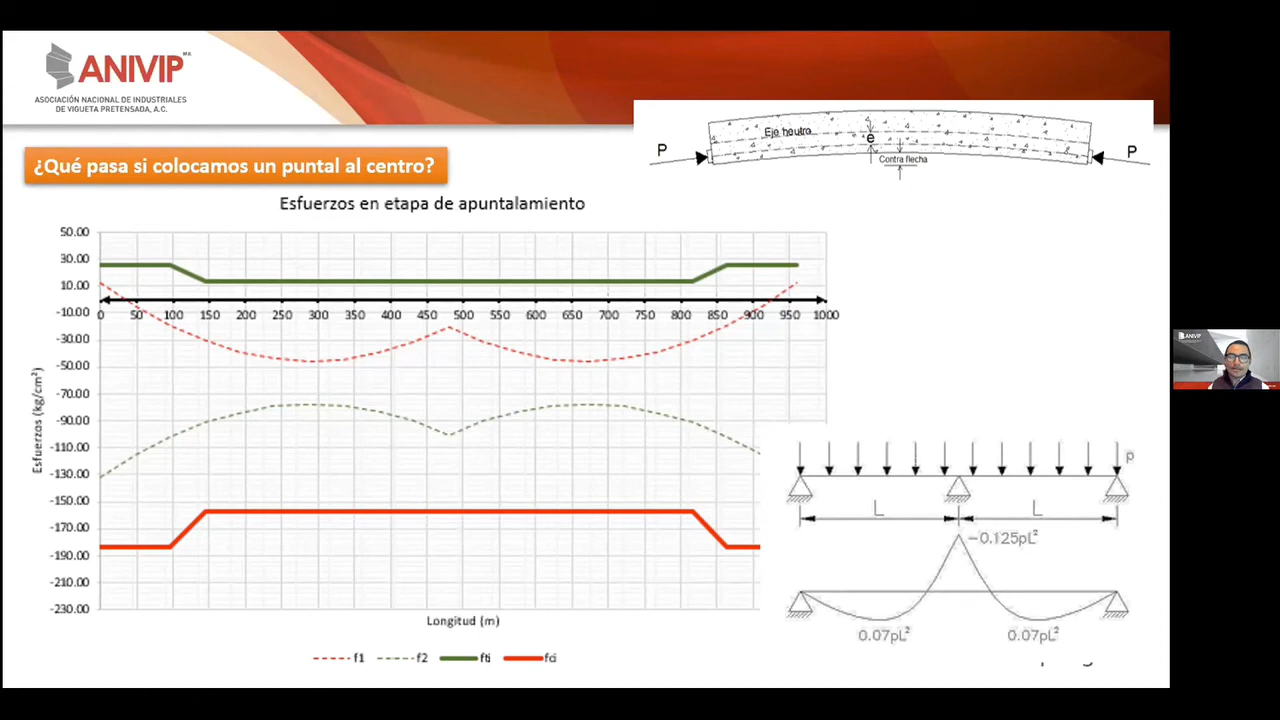 ANIVIP
MR
ASOCIACIÓN NACIONAL DE INDUSTRIALES
DE VIGUETA PRETENSADA, A.C.
¿Qué pasa si colocamos un puntal al centro?
Eje neutro
e
P
P
Contra flecha
Esfuerzos en etapa de apuntalamiento
50.00
30.00
10.00
-10.00
-30.00
-50.00
-70.00
-90.00
-110.00
-130.00
-150.00
-170.00
-190.00
-210.00
-230.00
0 50 100 150 200 250 300 350 400 450 500 550 600 650 700 750 800 850 900 950 1000
Esfuerzos (kg/cm²)
Longitud (m)
f1 f2 fti fci
p
L L
-0.125pL²
0.07pL² 0.07pL²
ANIVIP